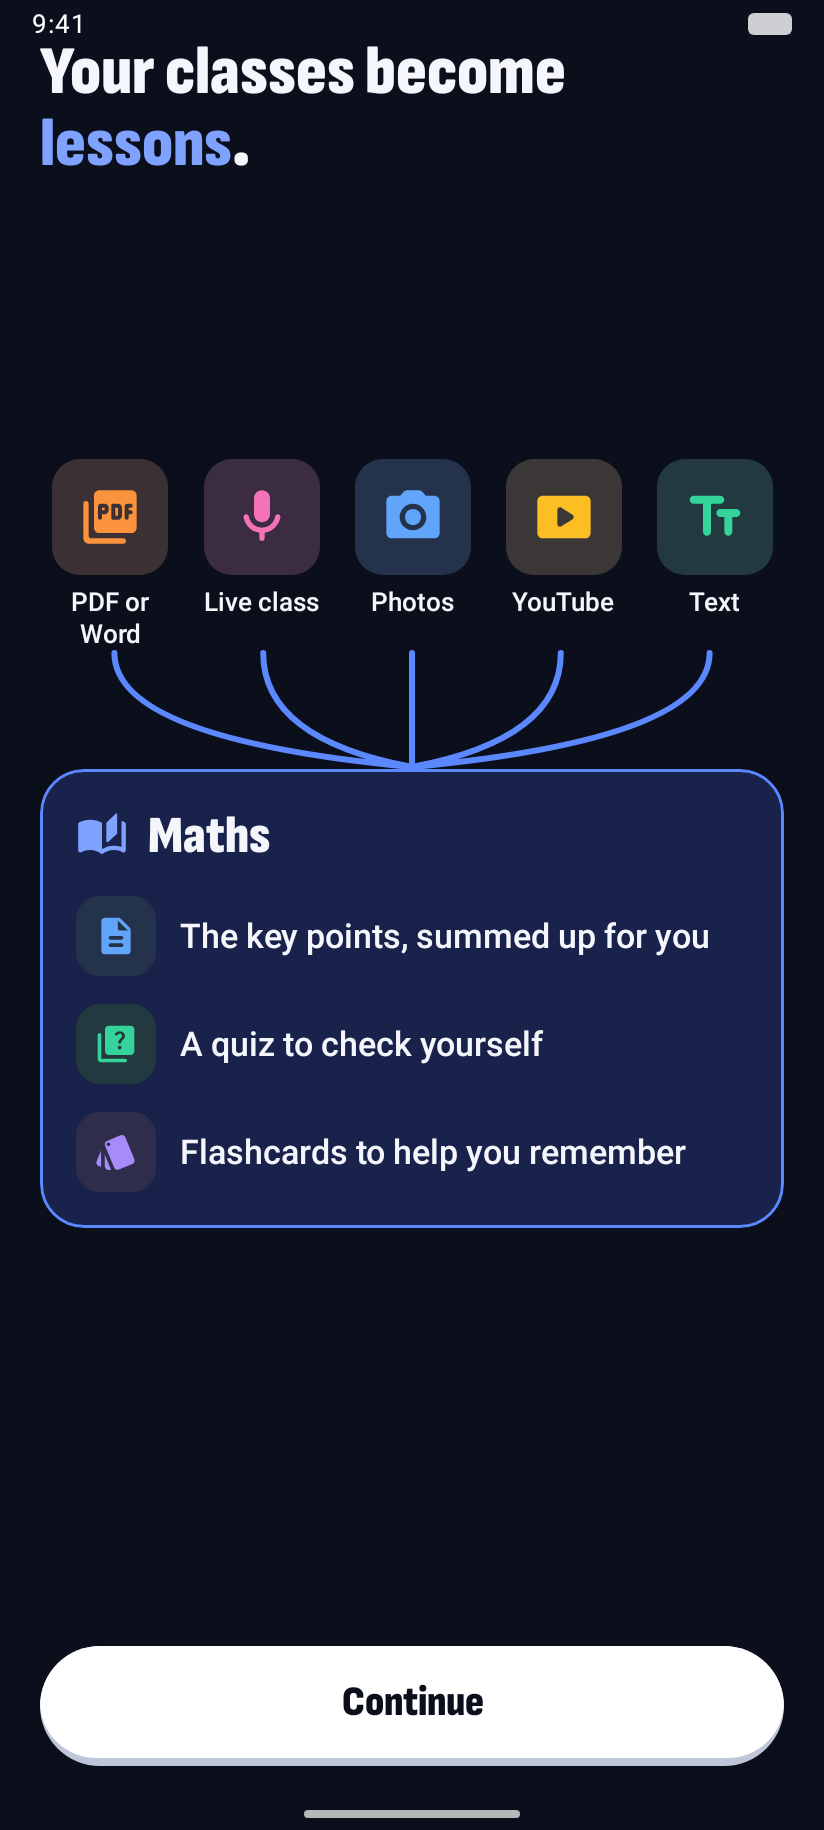 9:41
Your classes become
lessons.
PDF
PDF or
Word
Live class
Photos
YouTube
Tт
Text
Maths
The key points, summed up for you
?
A quiz to check yourself
Flashcards to help you remember
Continue